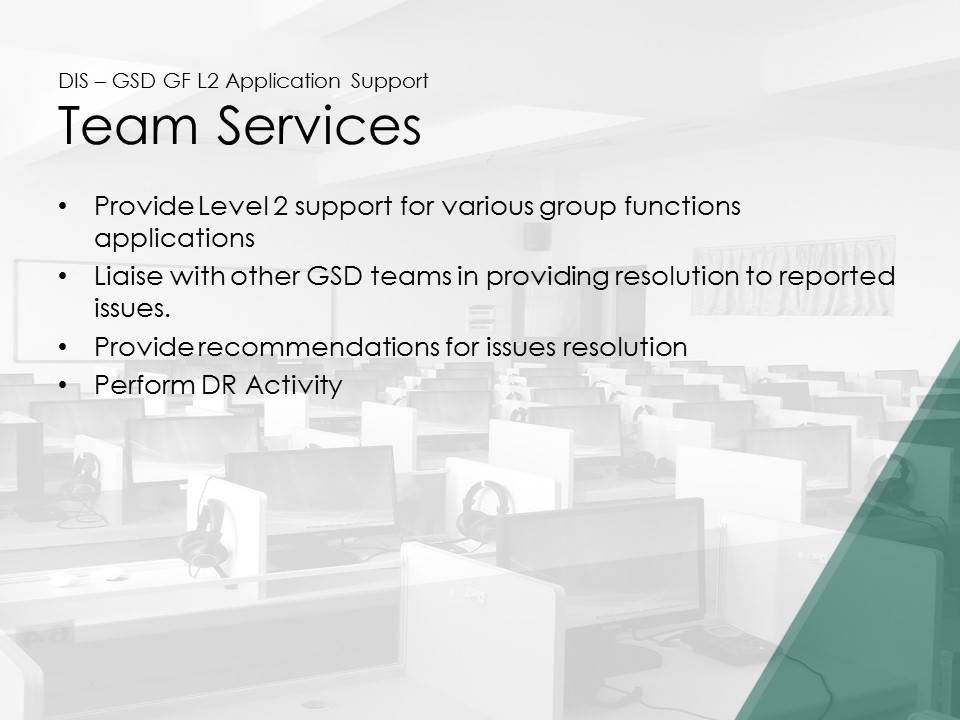 DIS – GSD GF L2 Application Support
Team Services
• Provide Level 2 support for various group functions
applications
• Liaise with other GSD teams in providing resolution to reported
issues.
• Provide recommendations for issues resolution
• Perform DR Activity